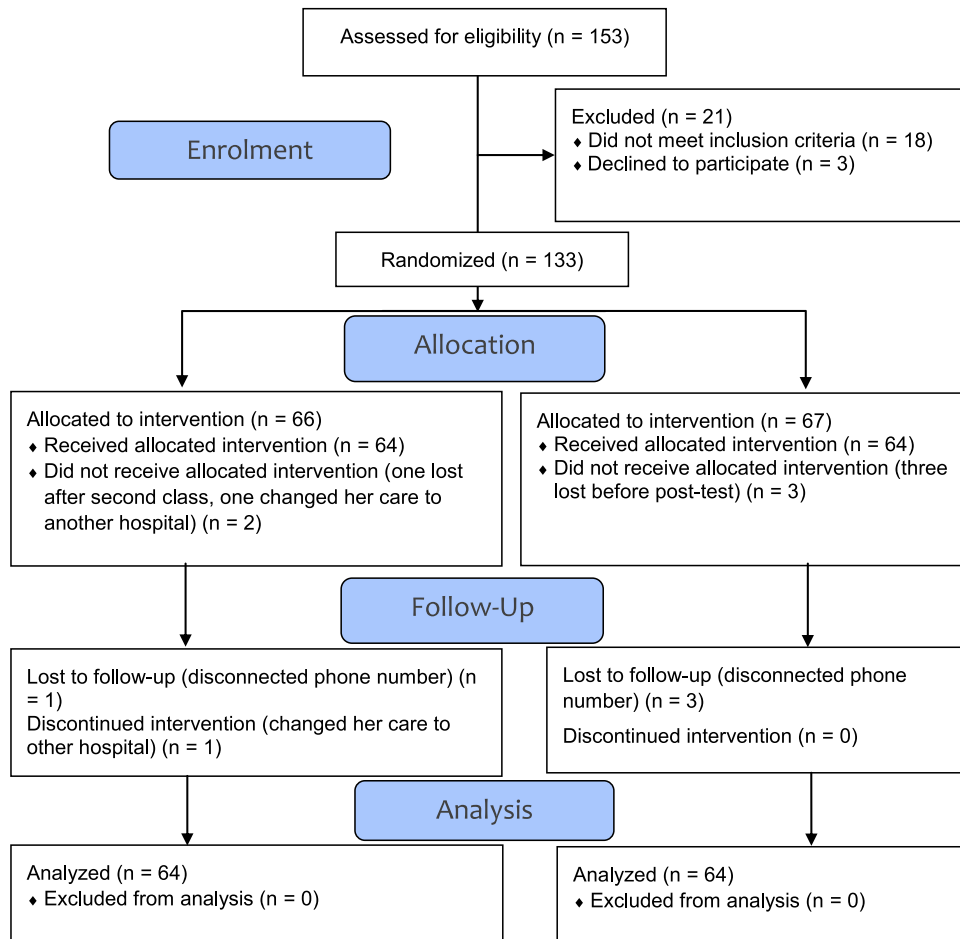 Assessed for eligibility (n = 153)
Excluded (n = 21)
♦ Did not meet inclusion criteria (n = 18)
♦ Declined to participate (n = 3)
Enrolment
Randomized (n = 133)
Allocation
Allocated to intervention (n = 66)
♦ Received allocated intervention (n = 64)
♦ Did not receive allocated intervention (one lost
after second class, one changed her care to
another hospital) (n = 2)
Allocated to intervention (n = 67)
♦ Received allocated intervention (n = 64)
♦ Did not receive allocated intervention (three
lost before post-test) (n = 3)
Follow-Up
Lost to follow-up (disconnected phone number) (n
= 1)
Discontinued intervention (changed her care to
other hospital) (n = 1)
Lost to follow-up (disconnected phone
number) (n = 3)
Discontinued intervention (n = 0)
Analysis
Analyzed (n = 64)
♦ Excluded from analysis (n = 0)
Analyzed (n = 64)
♦ Excluded from analysis (n = 0)